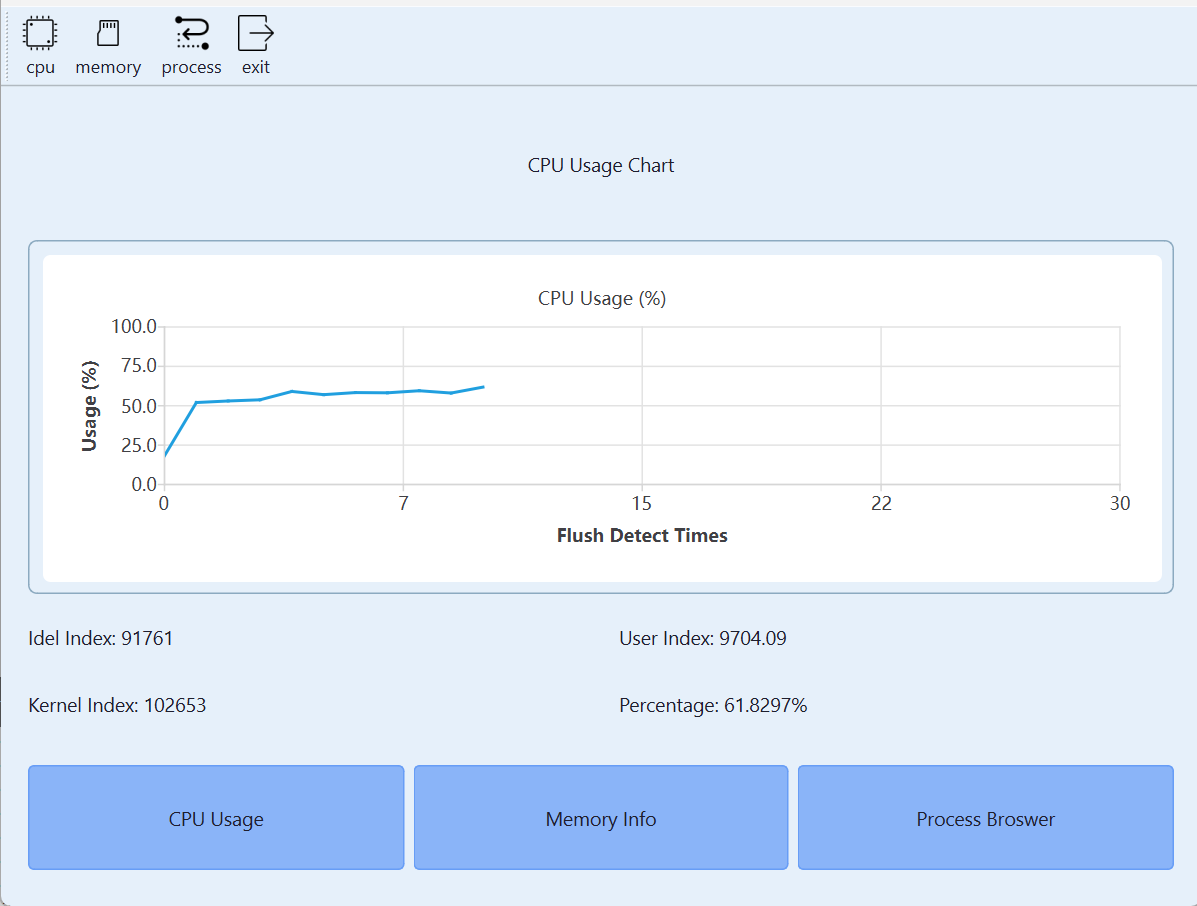 cpu memory process exit
CPU Usage Chart
CPU Usage (%)
Usage (%)
100.0
75.0
50.0
25.0
0.0
0 7 15 22 30
Flush Detect Times
Idel Index: 91761 User Index: 9704.09
Kernel Index: 102653 Percentage: 61.8297%
CPU Usage Memory Info Process Broswer